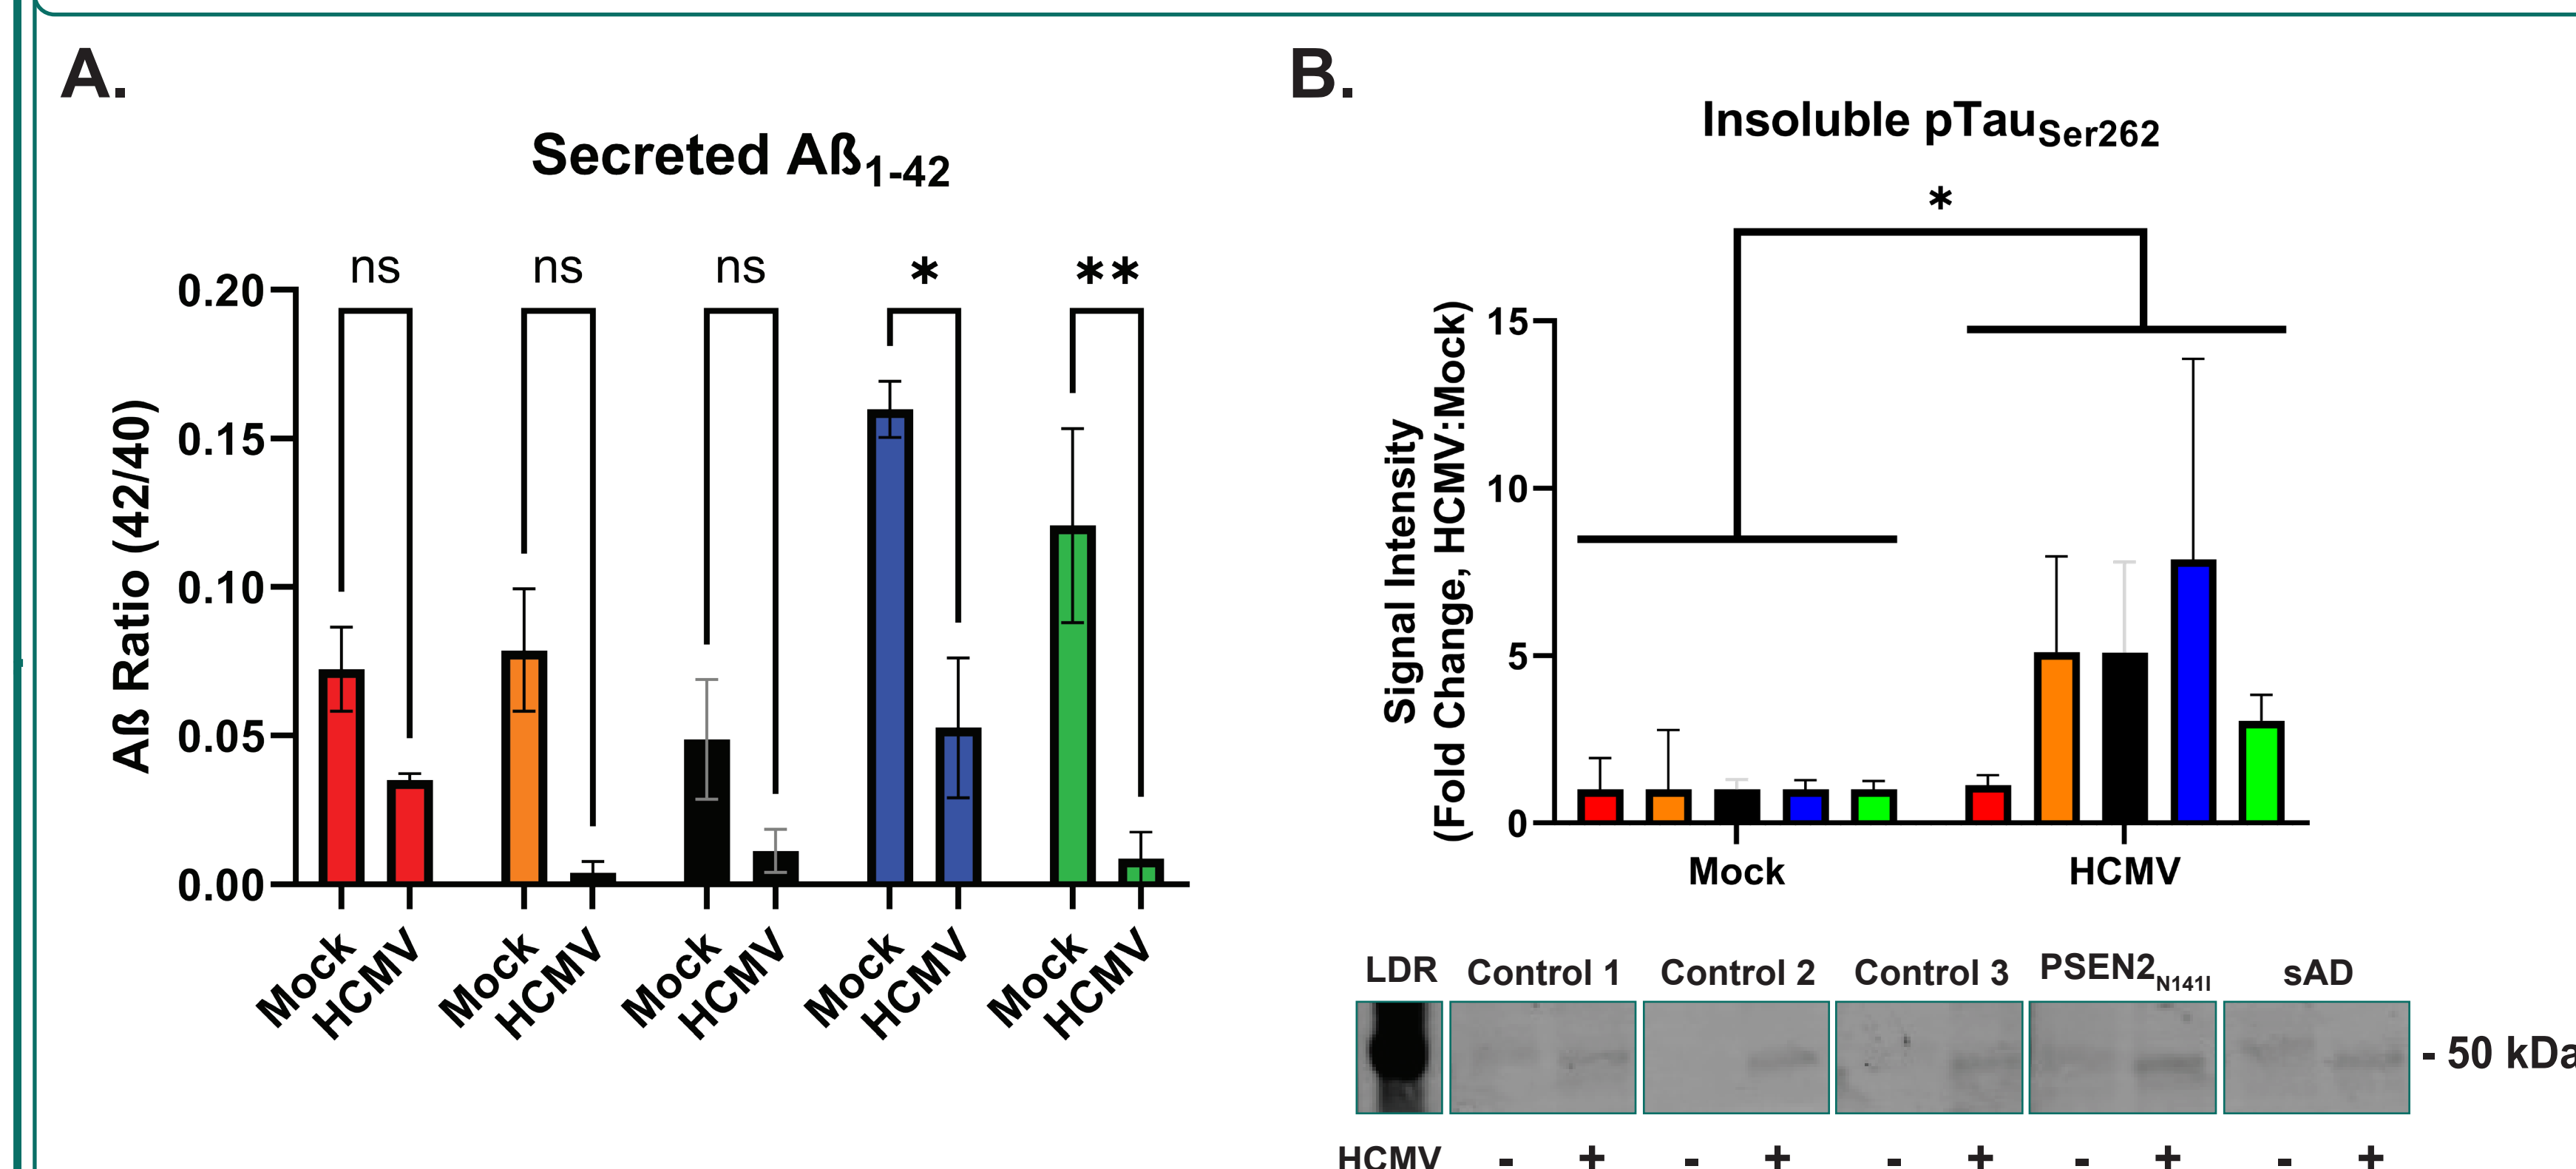 A.
Secreted Aß1-42
ns ns ns * **
Aß Ratio (42/40)
0.20
0.15
0.10
0.05
0.00
Mock HCMV Mock HCMV Mock HCMV Mock HCMV Mock HCMV
B.
Insoluble pTauSer262
*
Signal Intensity
(Fold Change, HCMV:Mock)
15
10
5
0
Mock HCMV
LDR Control 1 Control 2 Control 3 PSEN2N141I sAD
- 50 kDa
HCMV - + - + - + - + - +